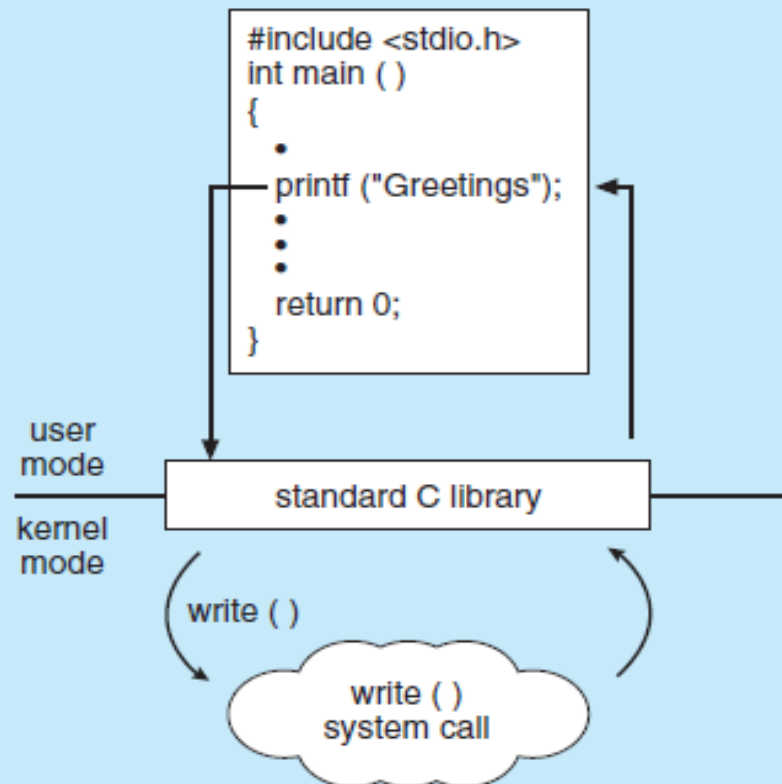 #include <stdio.h>
int main ( )
{
•
printf ("Greetings");
•
•
•
return 0;
}
user
mode
standard C library
kernel
mode
write ( )
write ( )
system call